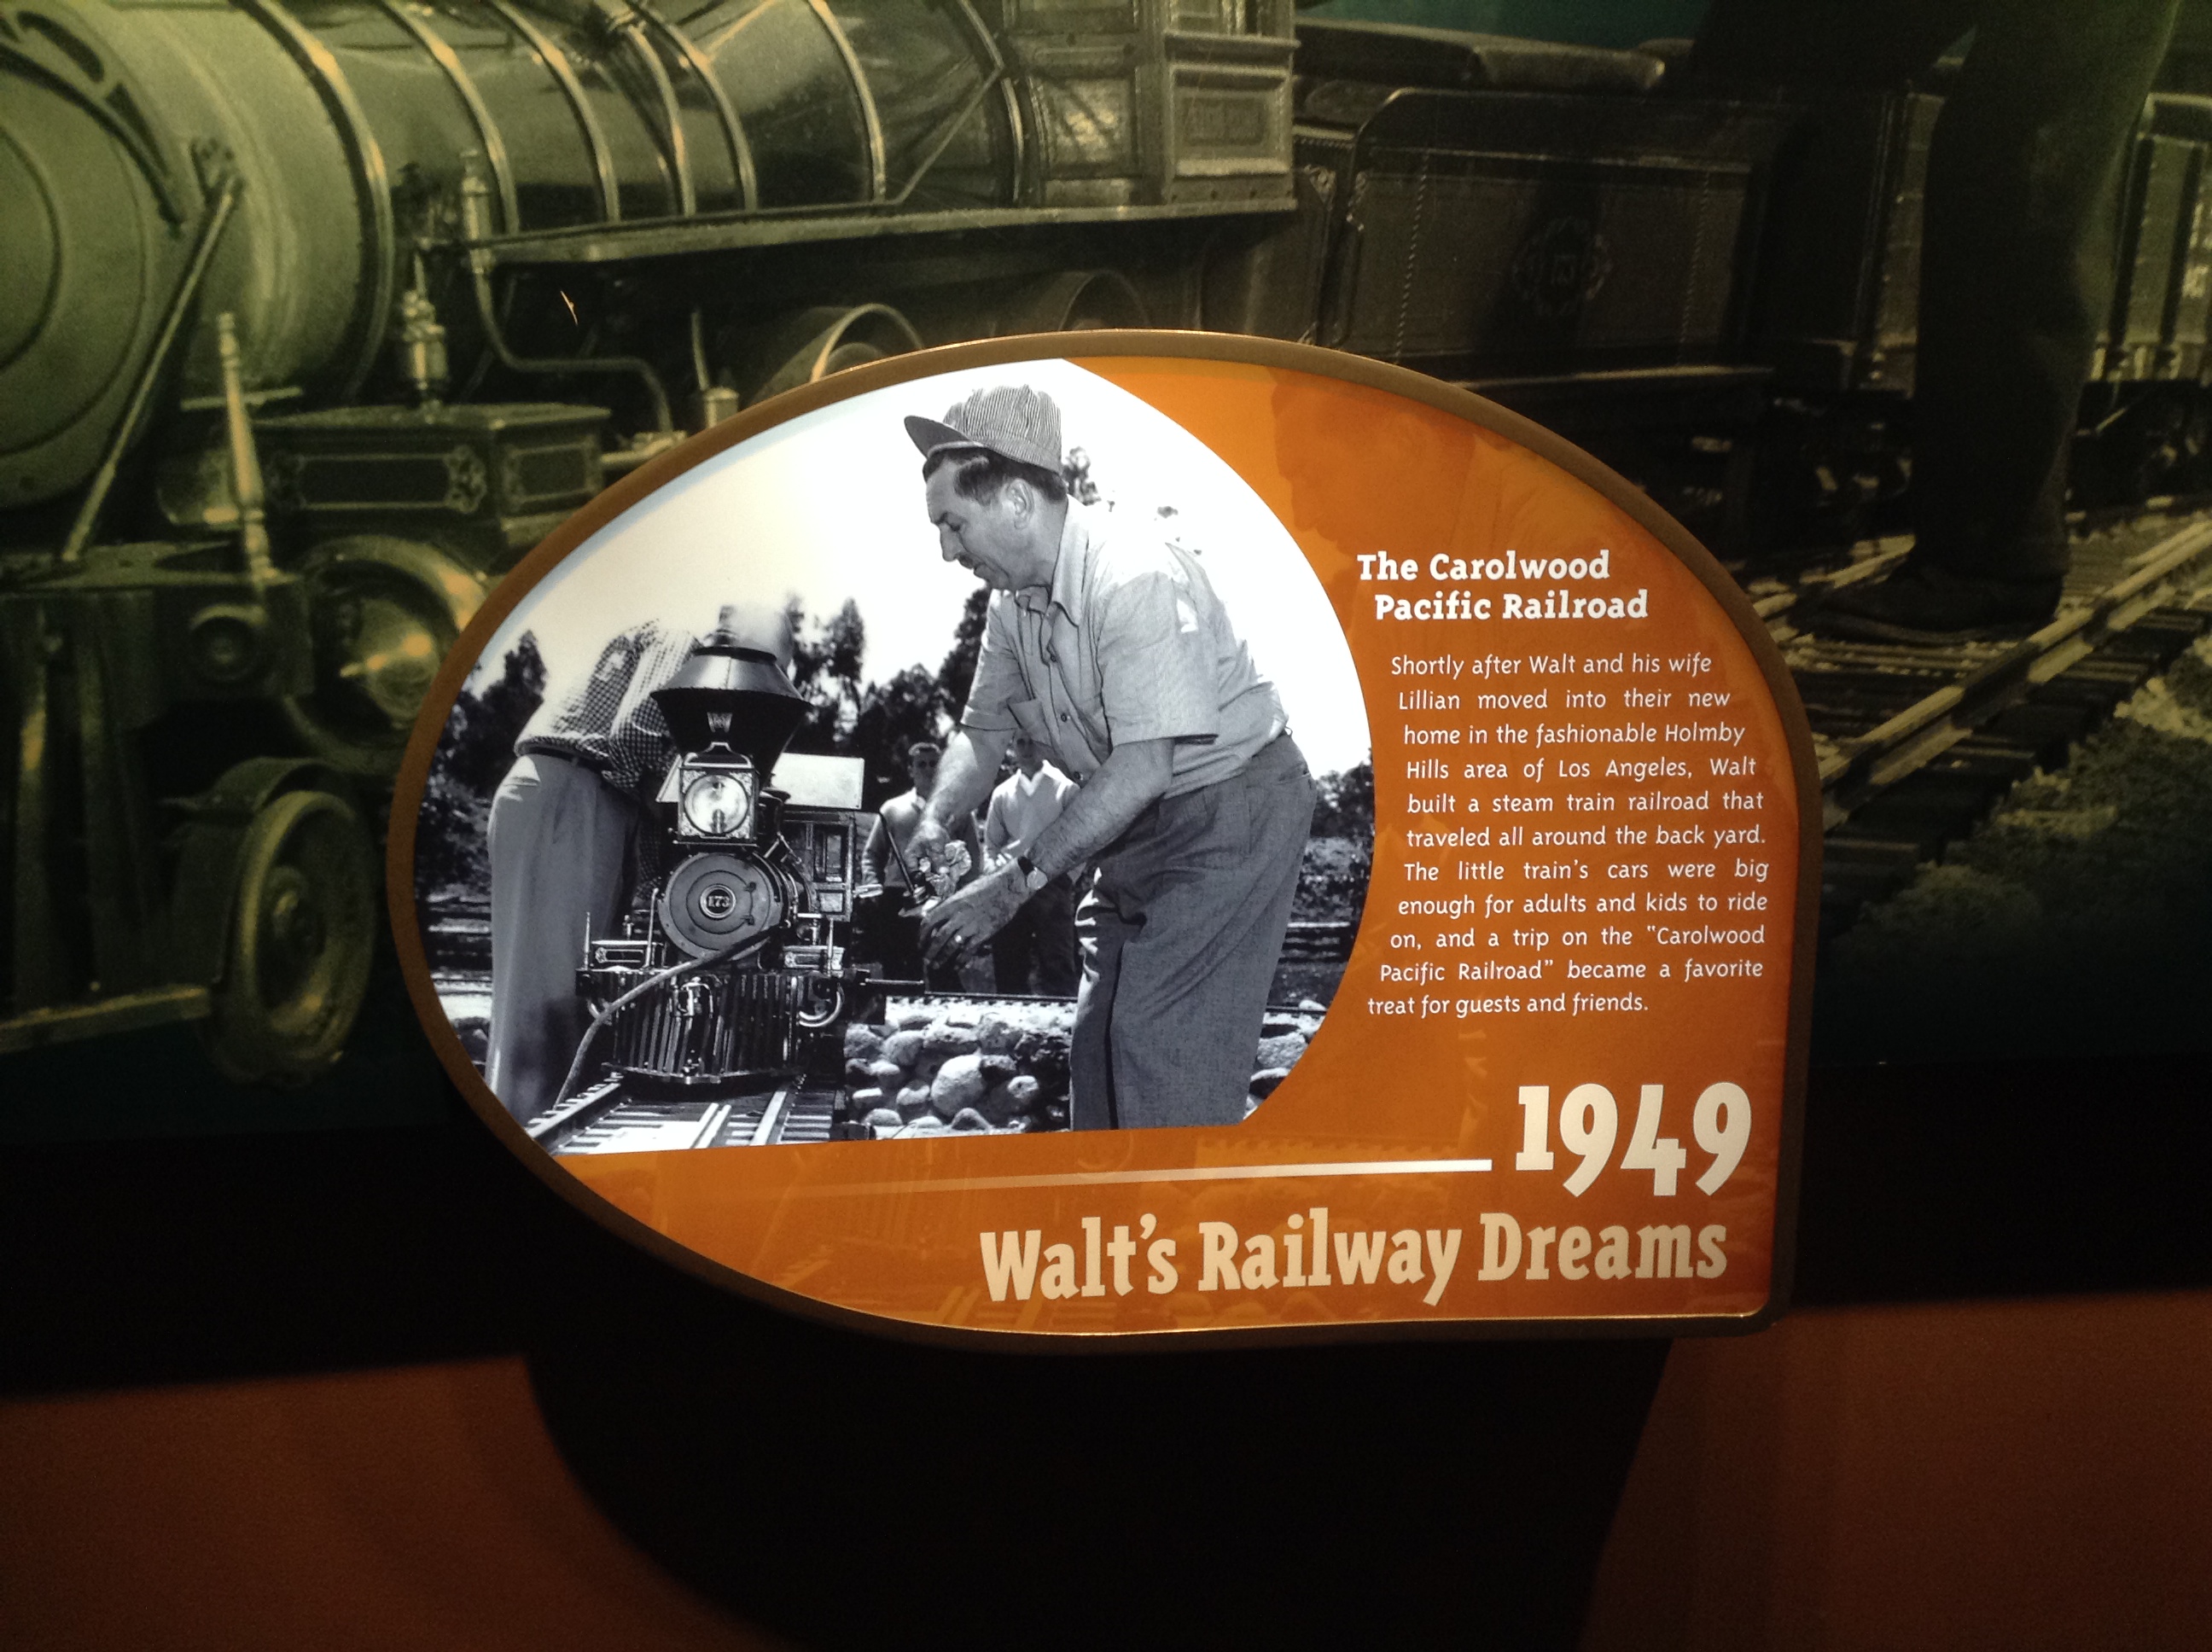 173
173
The Carolwood
Pacific Railroad
Shortly after Walt and his wife
Lillian moved into their new
home in the fashionable Holmby
Hills area of Los Angeles, Walt
built a steam train railroad that
traveled all around the back yard.
The little train's cars were big
enough for adults and kids to ride
on, and a trip on the "Carolwood
Pacific Railroad" became a favorite
treat for guests and friends.
1949
Walt's Railway Dreams